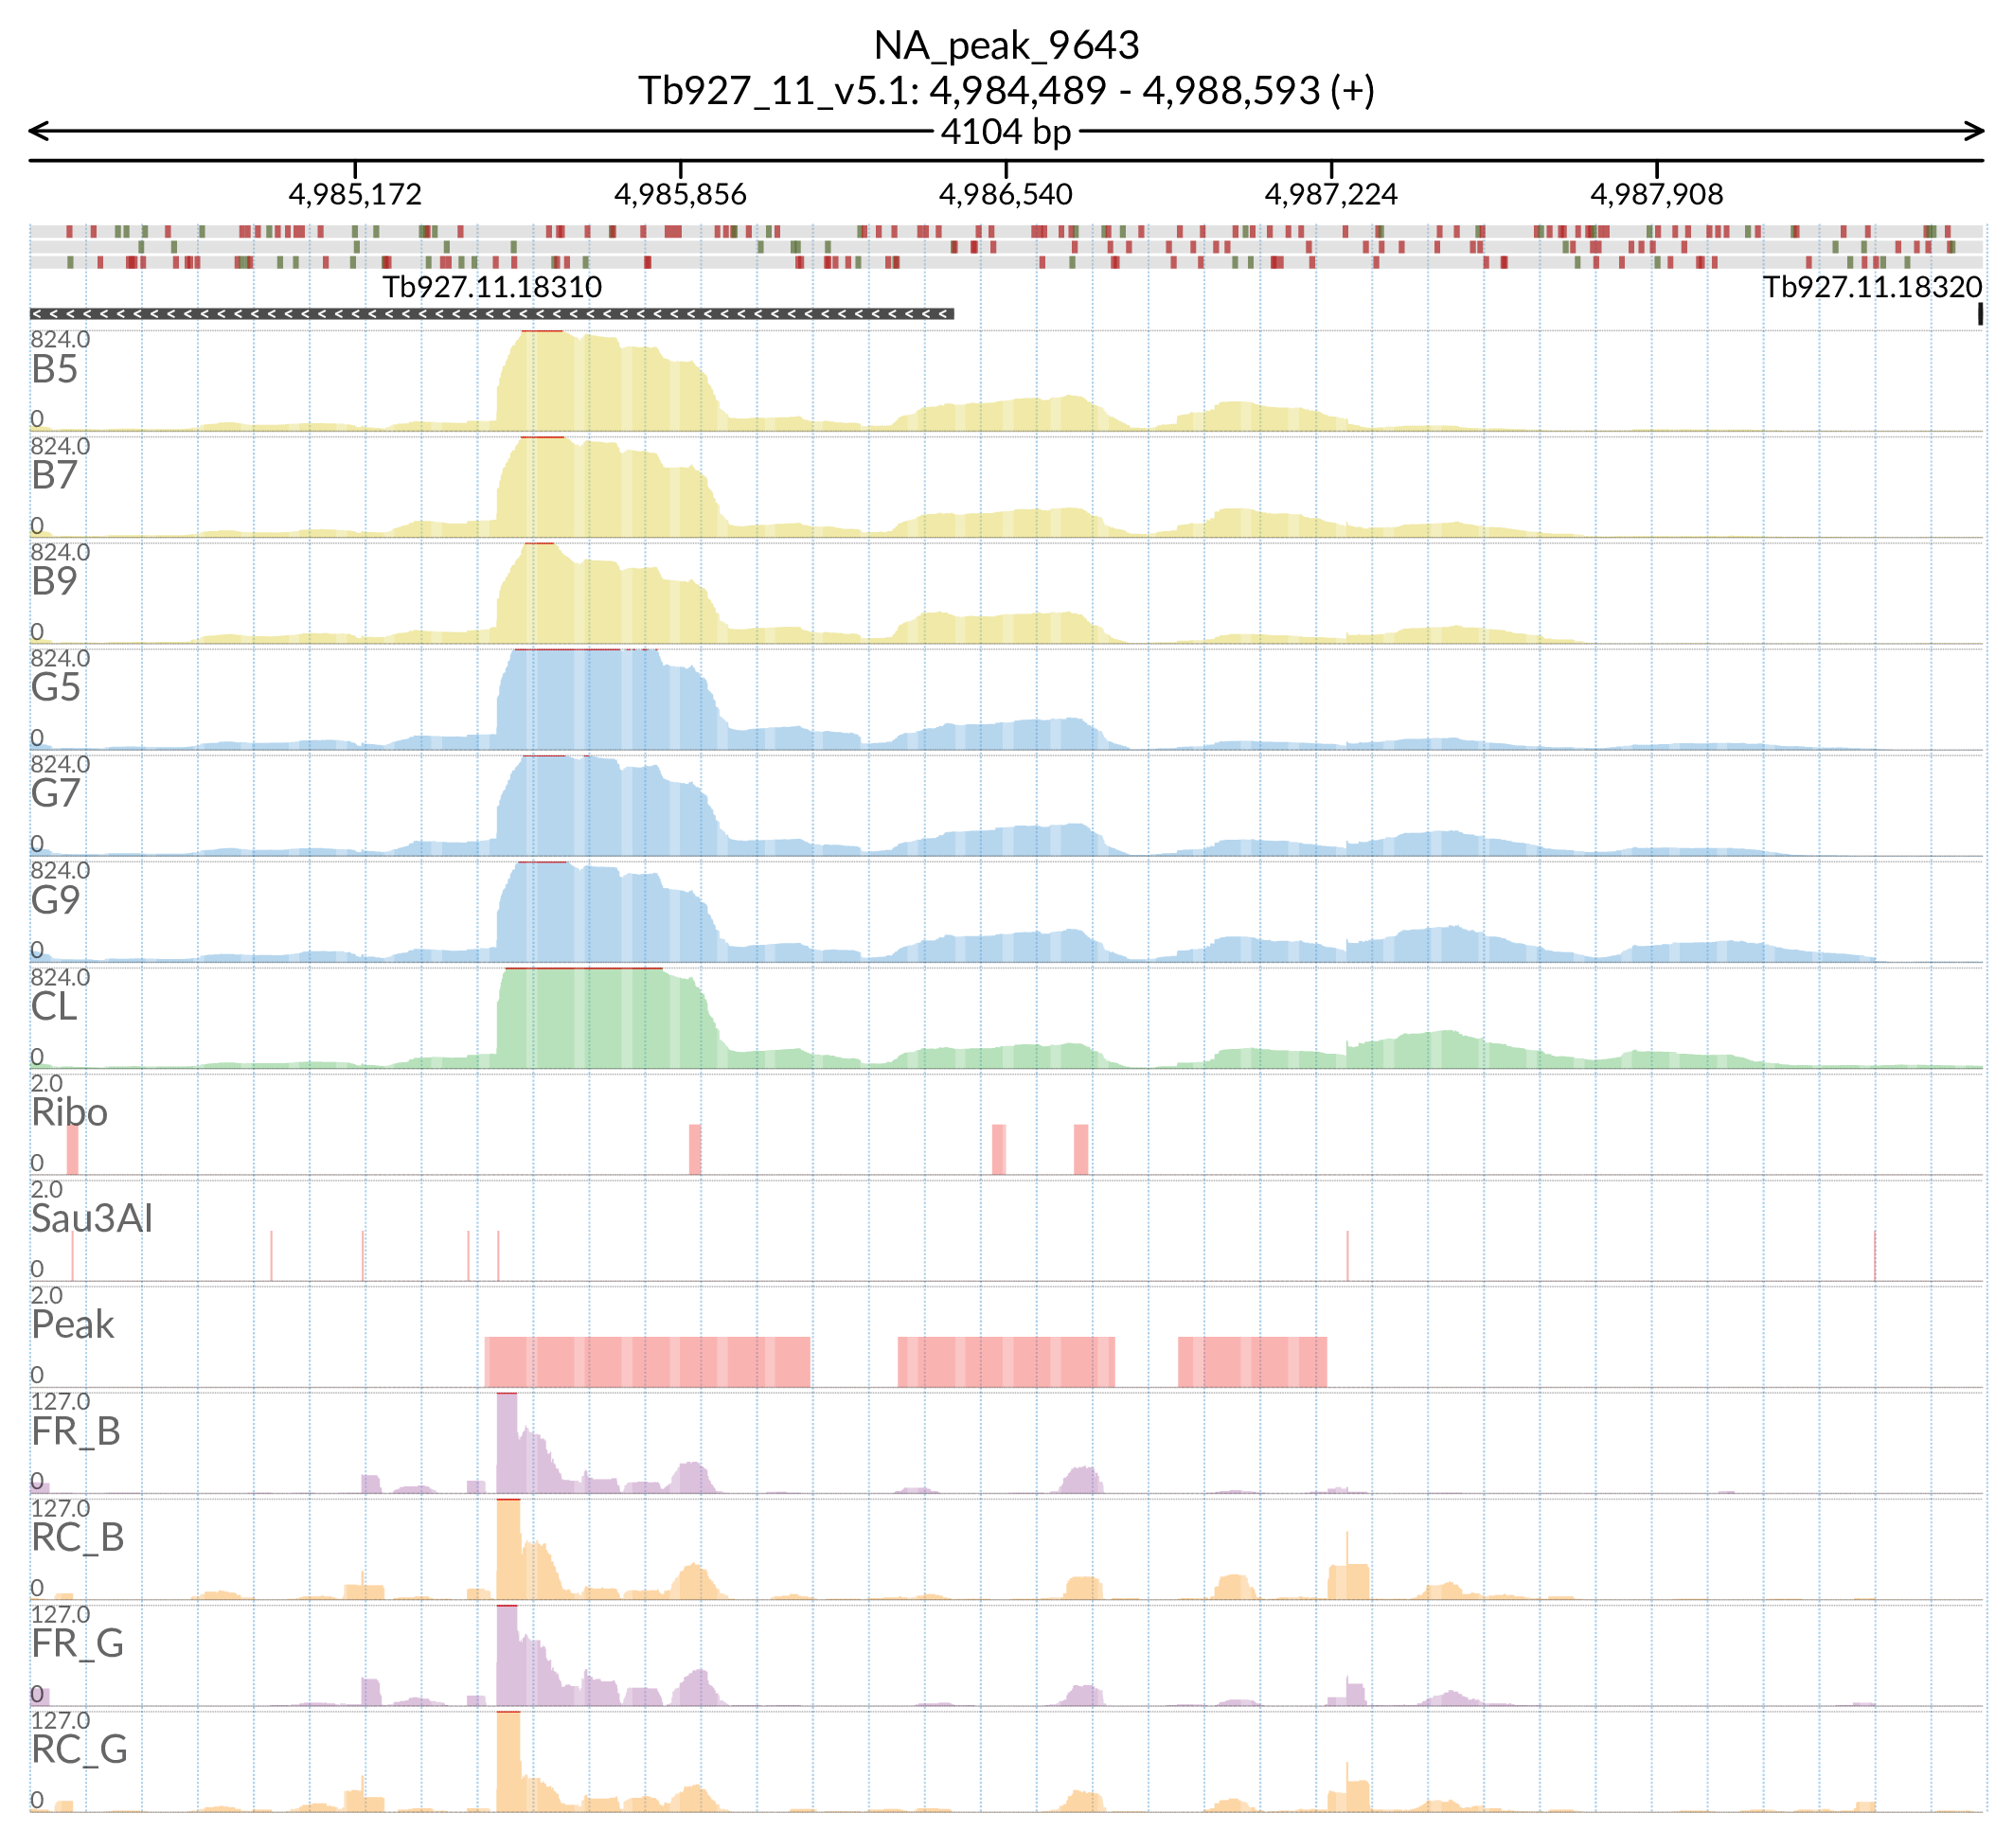 NA_peak_9643
Tb927_11_v5.1: 4,984,489 - 4,988,593 (+)
4104 bp
4,985,172 4,985,856 4,986,540 4,987,224 4,987,908
Tb927.11.18310 Tb927.11.18320
824.0
B5
0
824.0
B7
0
824.0
B9
0
824.0
G5
0
824.0
G7
0
824.0
G9
0
824.0
CL
0
2.0
Ribo
0
2.0
Sau3AI
0
2.0
Peak
0
127.0
FR_B
0
127.0
RC_B
0
127.0
FR_G
0
127.0
RC_G
0